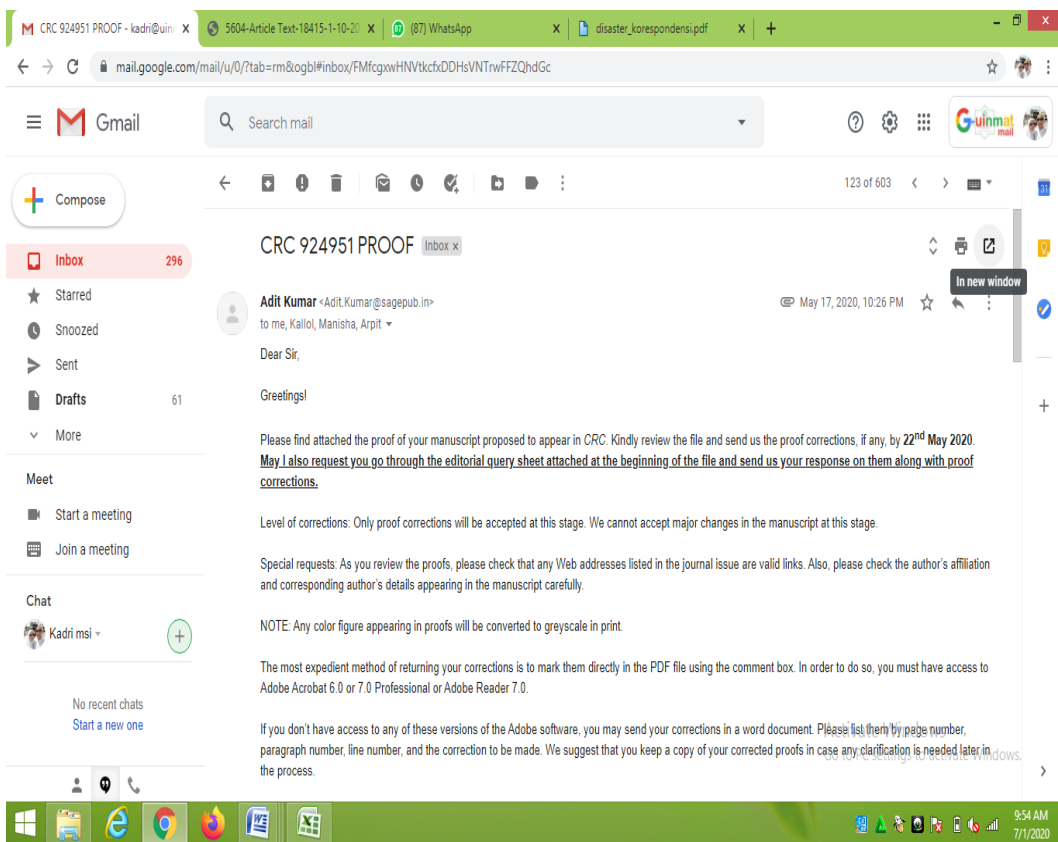 CRC 924951 PROOF - kadri@uin
5604-Article Text-18415-1-10-20
(87) WhatsApp
disaster_korespondensi.pdf
mail.google.com/mail/u/0/?tab=rm&ogbl#inbox/FMfcgxwHNVtkcfxDDHsVNTrwFFZQhdGc
Gmail
Search mail
G-uinmat
mail
Compose
123 of 603
31
CRC 924951 PROOF Inbox x
In new window
Inbox 296
Starred
Snoozed
Sent
Drafts 61
More
Adit Kumar <Adit.Kumar@sagepub.in>
May 17, 2020, 10:26 PM
to me, Kallol, Manisha, Arpit
Dear Sir,
Greetings!
Please find attached the proof of your manuscript proposed to appear in CRC. Kindly review the file and send us the proof corrections, if any, by 22nd May 2020.
May I also request you go through the editorial query sheet attached at the beginning of the file and send us your response on them along with proof
corrections.
Level of corrections: Only proof corrections will be accepted at this stage. We cannot accept major changes in the manuscript at this stage.
Special requests: As you review the proofs, please check that any Web addresses listed in the journal issue are valid links. Also, please check the author's affiliation
and corresponding author's details appearing in the manuscript carefully.
NOTE: Any color figure appearing in proofs will be converted to greyscale in print.
The most expedient method of returning your corrections is to mark them directly in the PDF file using the comment box. In order to do so, you must have access to
Adobe Acrobat 6.0 or 7.0 Professional or Adobe Reader 7.0.
If you don't have access to any of these versions of the Adobe software, you may send your corrections in a word document. Please list them by page number,
paragraph number, line number, and the correction to be made. We suggest that you keep a copy of your corrected proofs in case any clarification is needed later in
the process.
Meet
Start a meeting
Join a meeting
Chat
Kadri msi
No recent chats
Start a new one
Activate Windows
Go to PC settings to activate Windows.
9:54 AM
7/1/2020